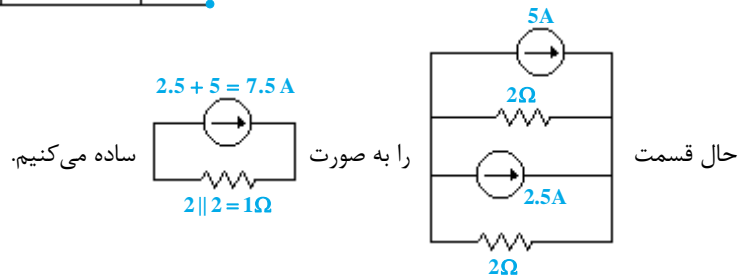 5A
2Ω
2.5A
2Ω
2.5 + 5 = 7.5 A
2 || 2 = 1Ω
حال قسمت را به صورت ساده می‌کنیم.